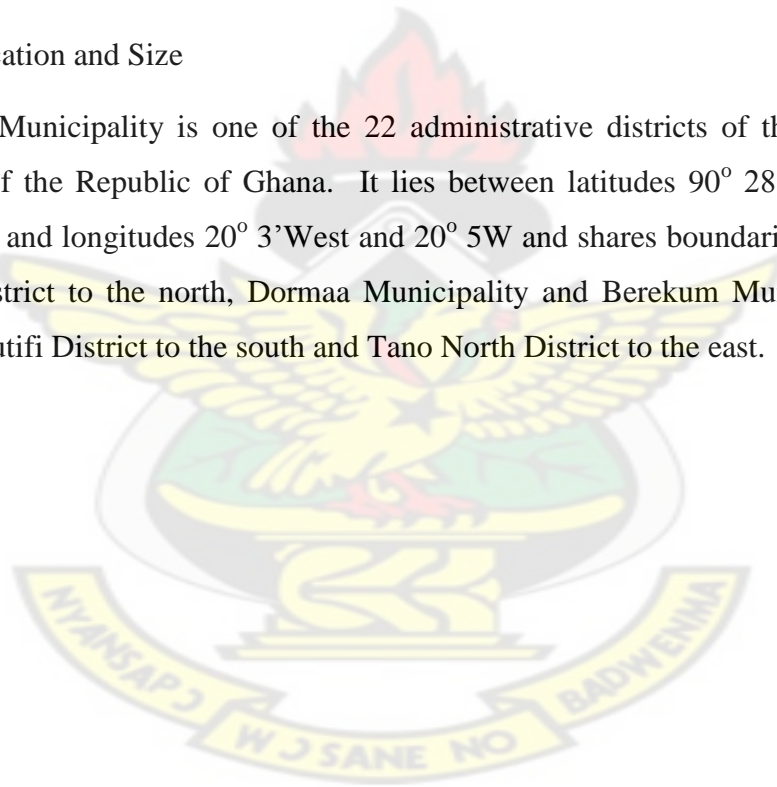 ation and Size
Municipality is one of the 22 administrative districts of th
f the Republic of Ghana. It lies between latitudes 90° 28
and longitudes 20° 3’West and 20° 5W and shares boundari
strict to the north, Dormaa Municipality and Berekum Mu
utifi District to the south and Tano North District to the east.
NYANSAPƆ
WƆ SANE NO
BADWENMA